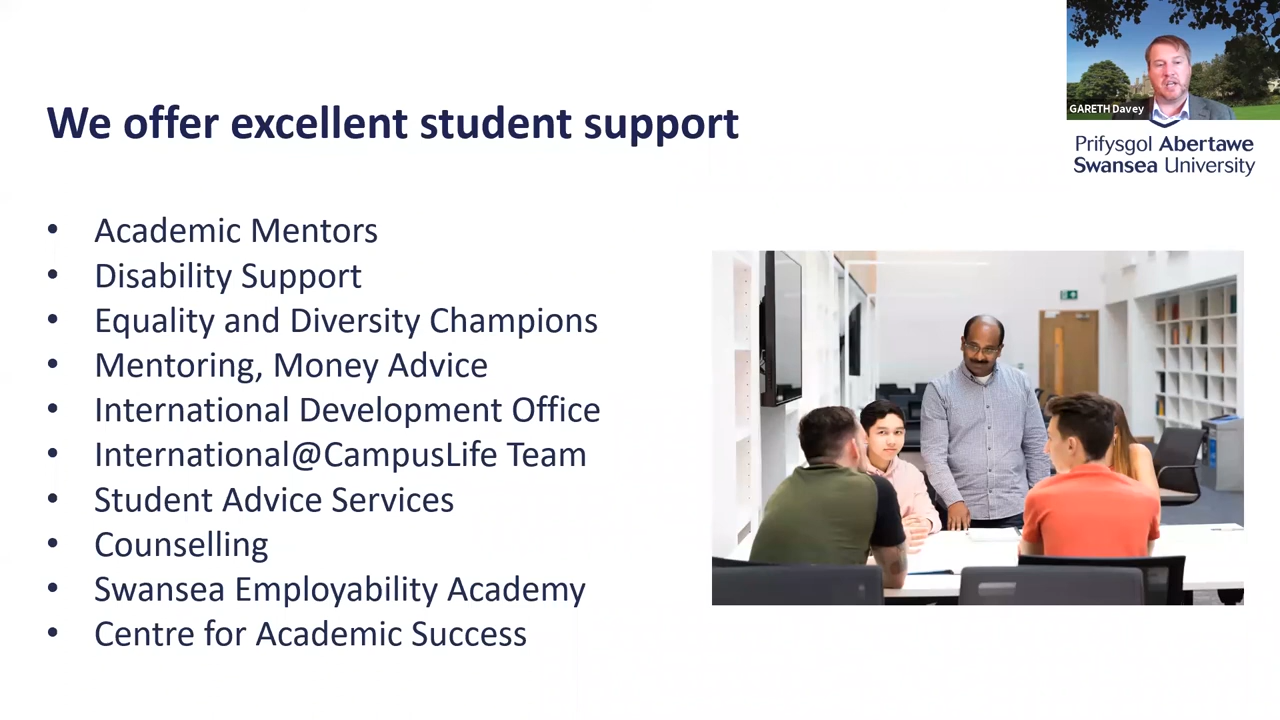 We offer excellent student support
GARETH Davey
Prifysgol Abertawe
Swansea University
• Academic Mentors
• Disability Support
• Equality and Diversity Champions
• Mentoring, Money Advice
• International Development Office
• International@CampusLife Team
• Student Advice Services
• Counselling
• Swansea Employability Academy
• Centre for Academic Success